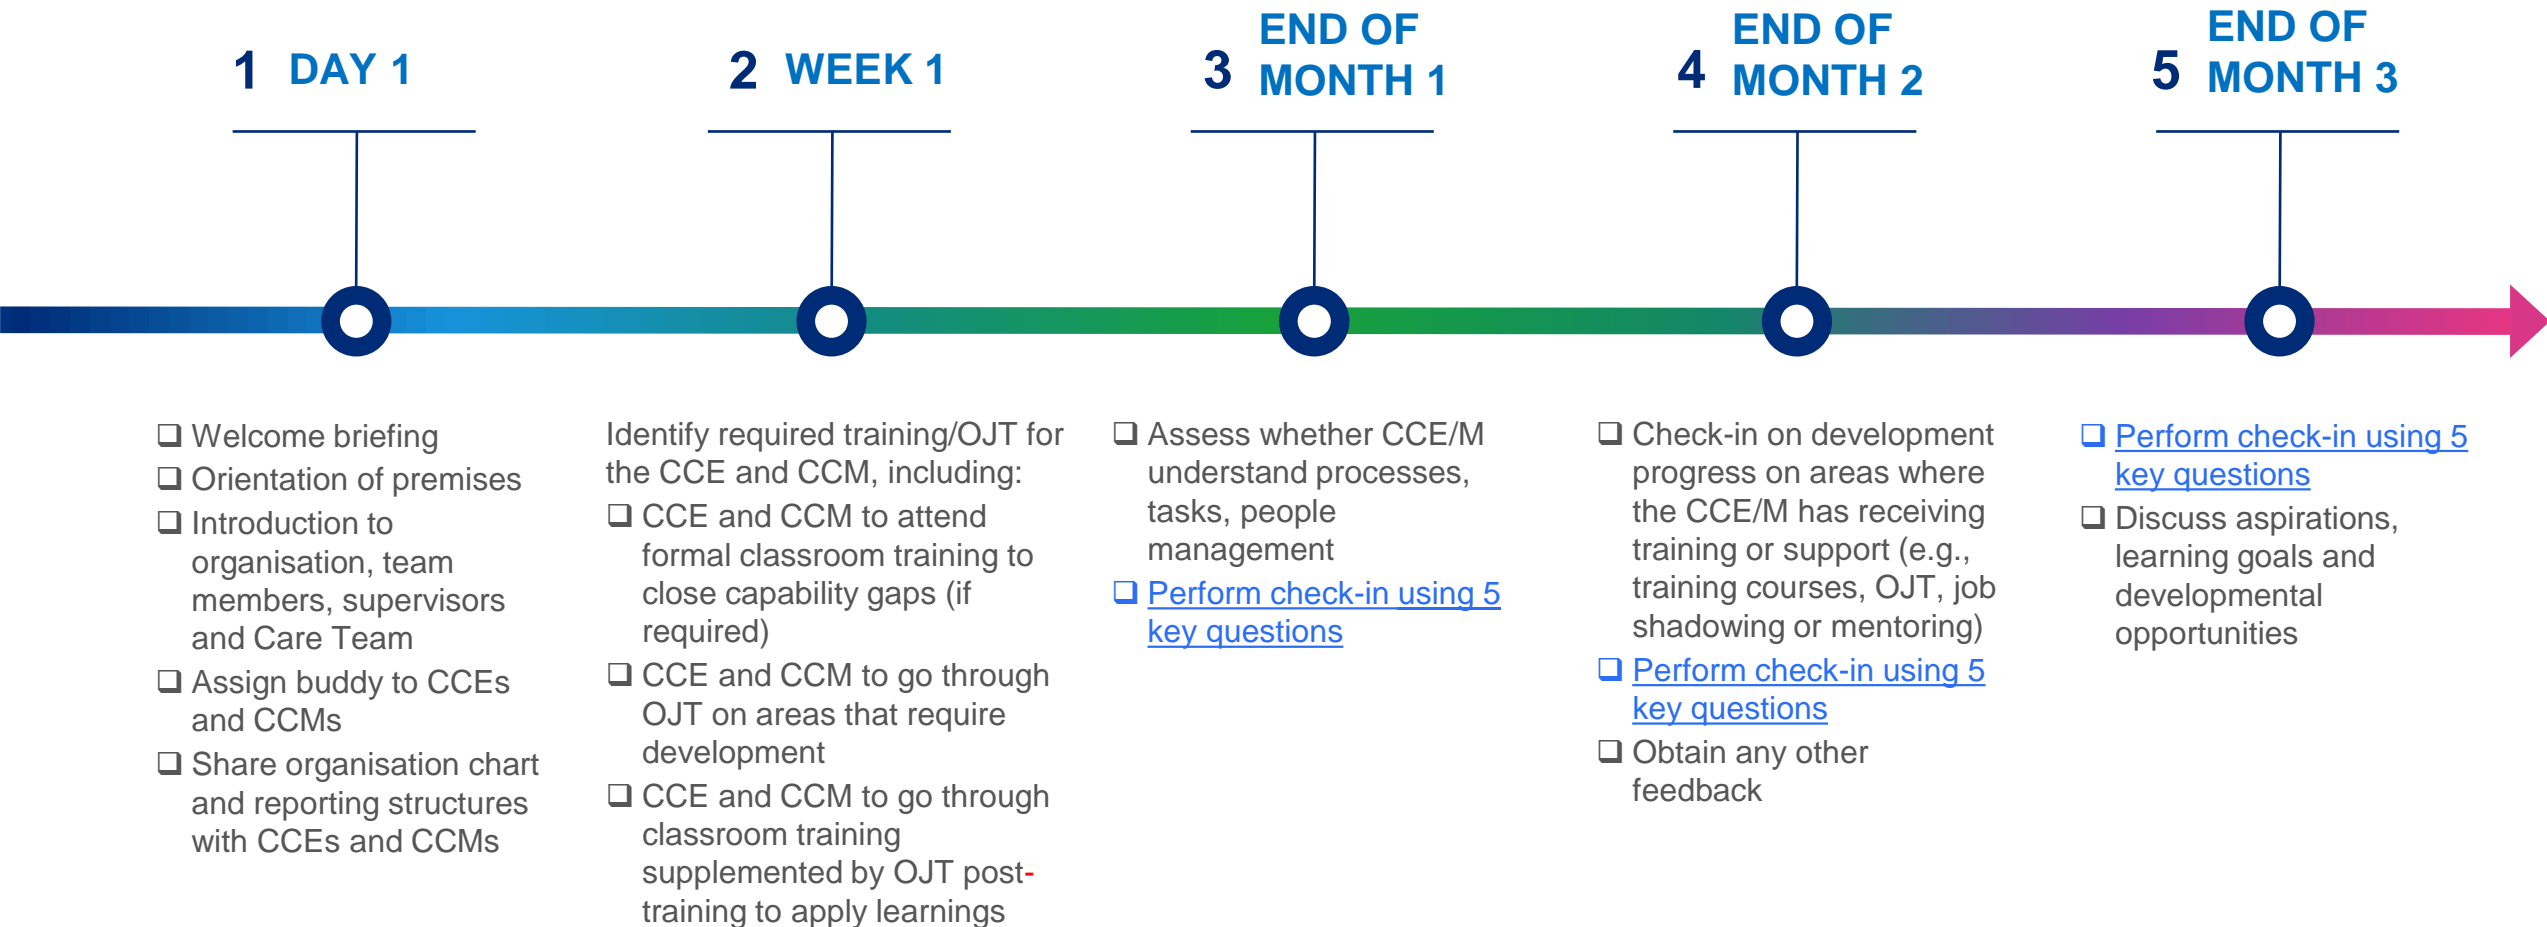 1 DAY 1
2 WEEK 1
3 END OF
MONTH 1
4 END OF
MONTH 2
5 END OF
MONTH 3
❑ Welcome briefing
❑ Orientation of premises
❑ Introduction to
organisation, team
members, supervisors
and Care Team
❑ Assign buddy to CCEs
and CCMs
❑ Share organisation chart
and reporting structures
with CCEs and CCMs
Identify required training/OJT for
the CCE and CCM, including:
❑ CCE and CCM to attend
formal classroom training to
close capability gaps (if
required)
❑ CCE and CCM to go through
OJT on areas that require
development
❑ CCE and CCM to go through
classroom training
supplemented by OJT post-
training to apply learnings
❑ Assess whether CCE/M
understand processes,
tasks, people
management
❑ Perform check-in using 5
key questions
❑ Check-in on development
progress on areas where
the CCE/M has receiving
training or support (e.g.,
training courses, OJT, job
shadowing or mentoring)
❑ Perform check-in using 5
key questions
❑ Obtain any other
feedback
❑ Perform check-in using 5
key questions
❑ Discuss aspirations,
learning goals and
developmental
opportunities